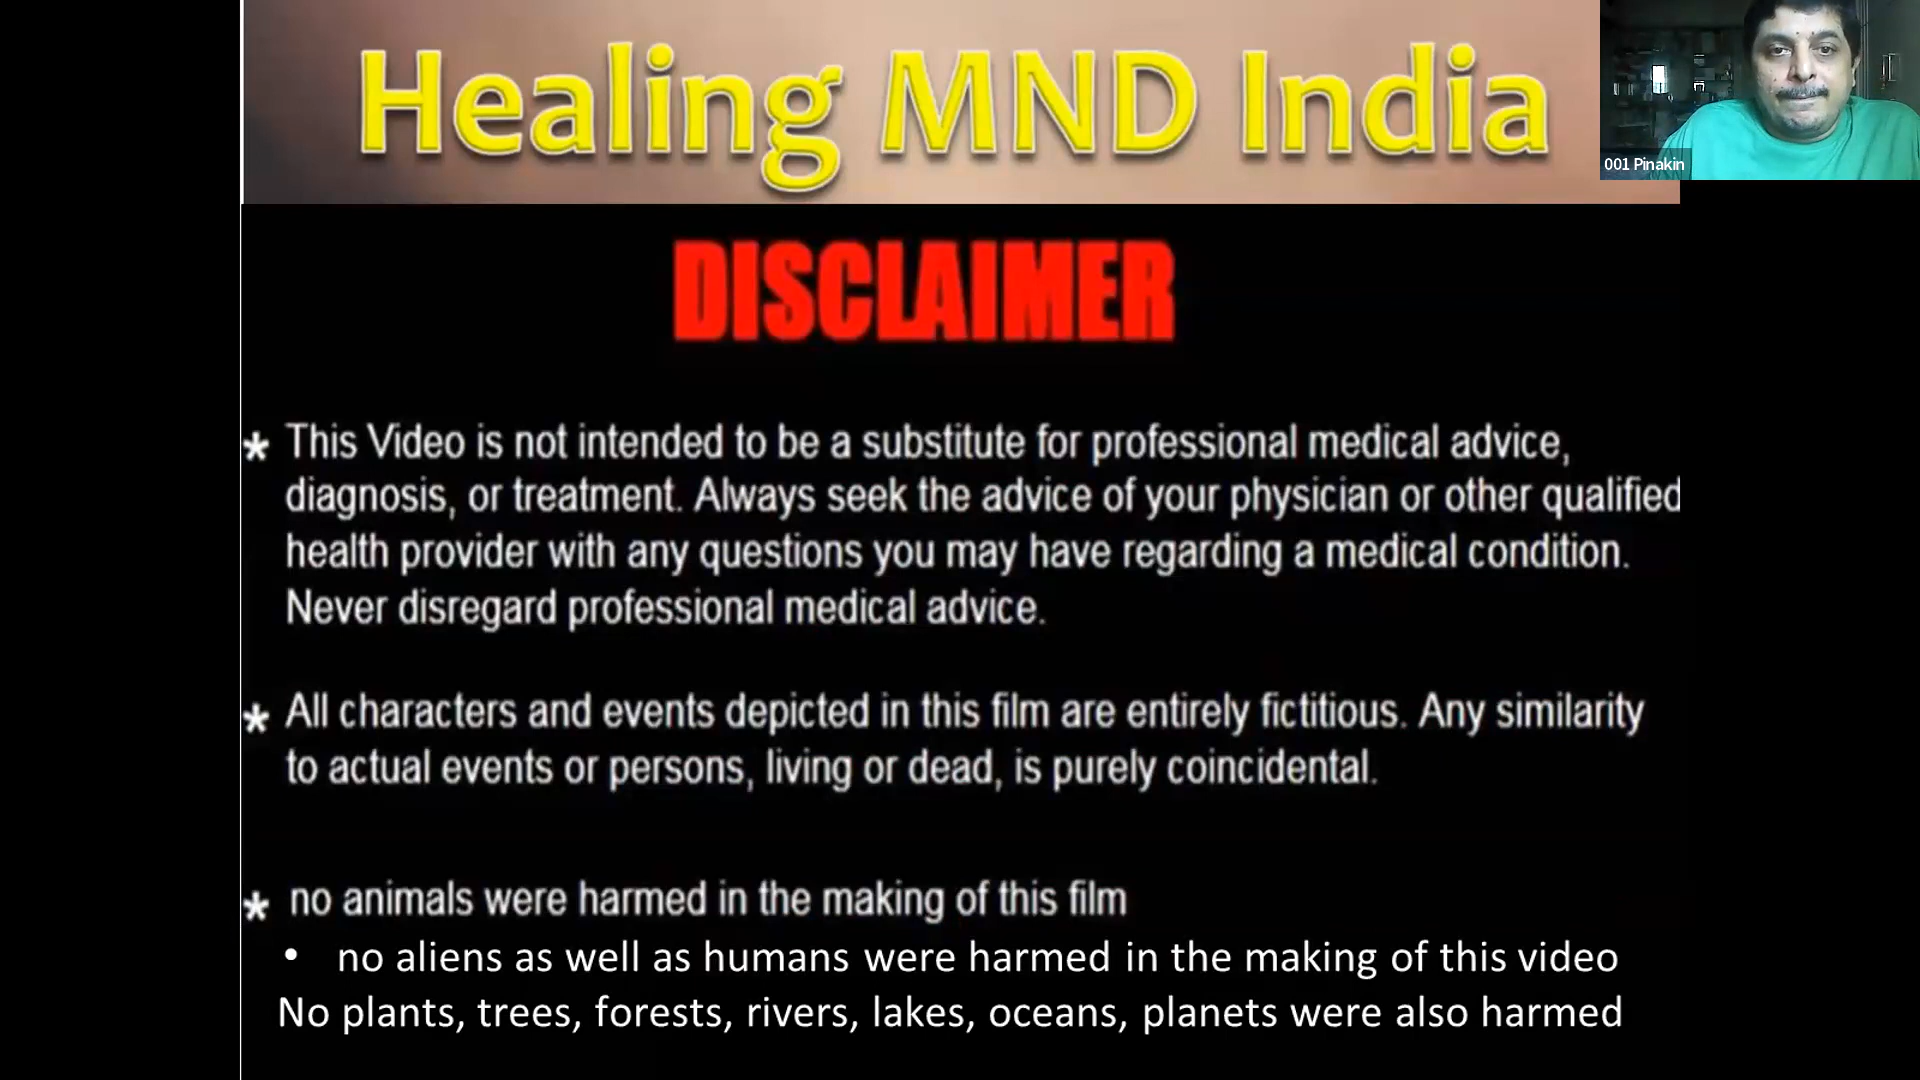 Healing MND India
001 Pinakin
DISCLAIMER
* This Video is not intended to be a substitute for professional medical advice,
diagnosis, or treatment. Always seek the advice of your physician or other qualified
health provider with any questions you may have regarding a medical condition.
Never disregard professional medical advice.
* All characters and events depicted in this film are entirely fictitious. Any similarity
to actual events or persons, living or dead, is purely coincidental.
* no animals were harmed in the making of this film
• no aliens as well as humans were harmed in the making of this video
No plants, trees, forests, rivers, lakes, oceans, planets were also harmed